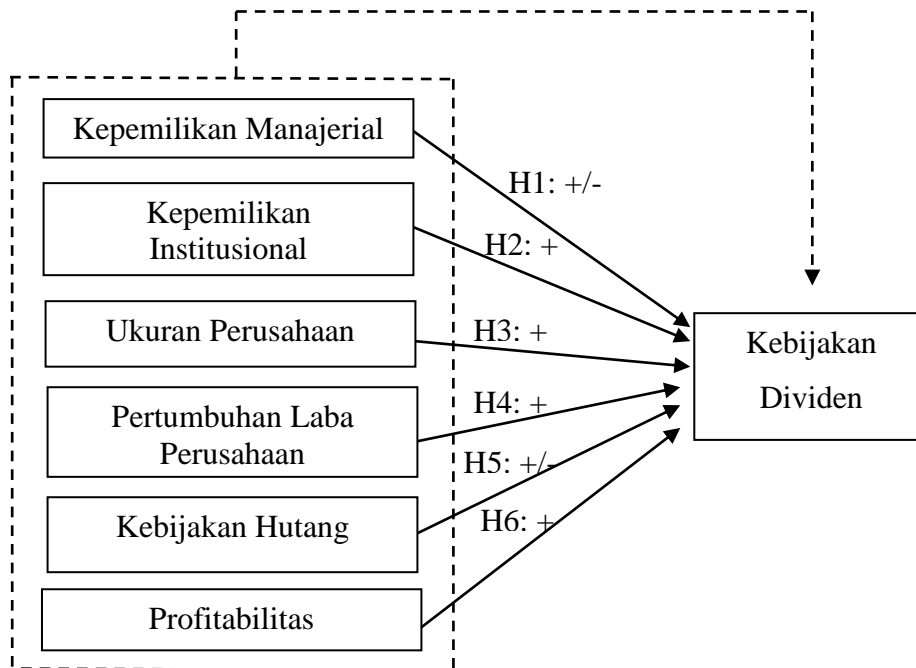 Kepemilikan Manajerial
H1: +/-
Kepemilikan
Institusional
H2: +
Ukuran Perusahaan
H3: +
Kebijakan
Dividen
Pertumbuhan Laba
Perusahaan
H4: +
H5: +/-
Kebijakan Hutang
H6: +
Profitabilitas